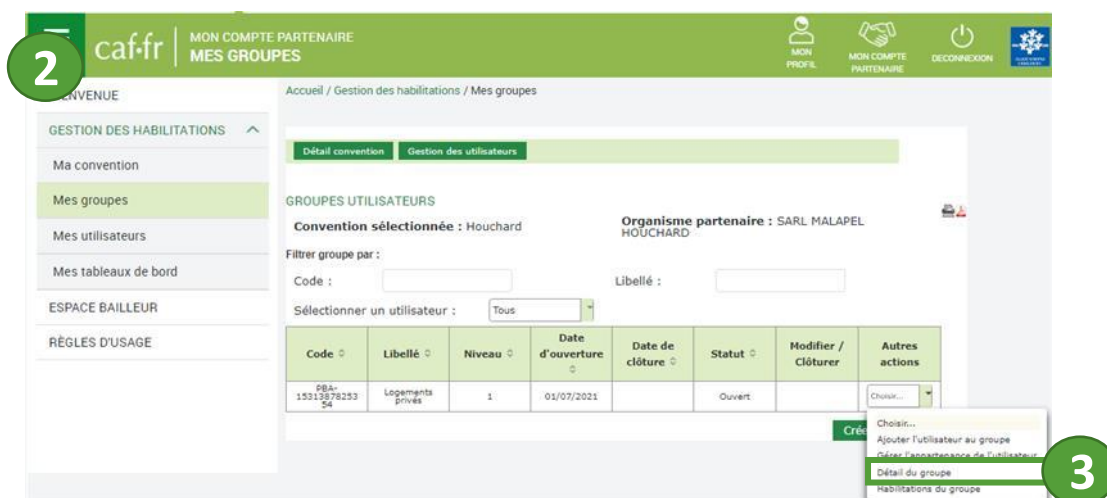 2
caf.fr
MON COMPTE PARTENAIRE
MES GROUPES
MON PROFIL
MON COMPTE PARTENAIRE
DECONNEXION
BIENVENUE
GESTION DES HABILITATIONS
Ma convention
Mes groupes
Mes utilisateurs
Mes tableaux de bord
ESPACE BAILLEUR
RÈGLES D'USAGE
Accueil / Gestion des habilitations / Mes groupes
Détail convention Gestion des utilisateurs
GROUPES UTILISATEURS
Convention sélectionnée : Houchard
Organisme partenaire : SARL MALAPEL
HOUCHARD
Filtrer groupe par :
Code : Libellé :
Sélectionner un utilisateur : Tous
Code Libellé Niveau Date d'ouverture Date de clôture Statut Modifier / Clôturer Autres actions
PBA-1531387825354 Logements privés 1 01/07/2021 Ouvert Choisir...
Choisir...
Ajouter l'utilisateur au groupe
Gérer l'appartenance de l'utilisateur
Détail du groupe
Habilitations du groupe
3